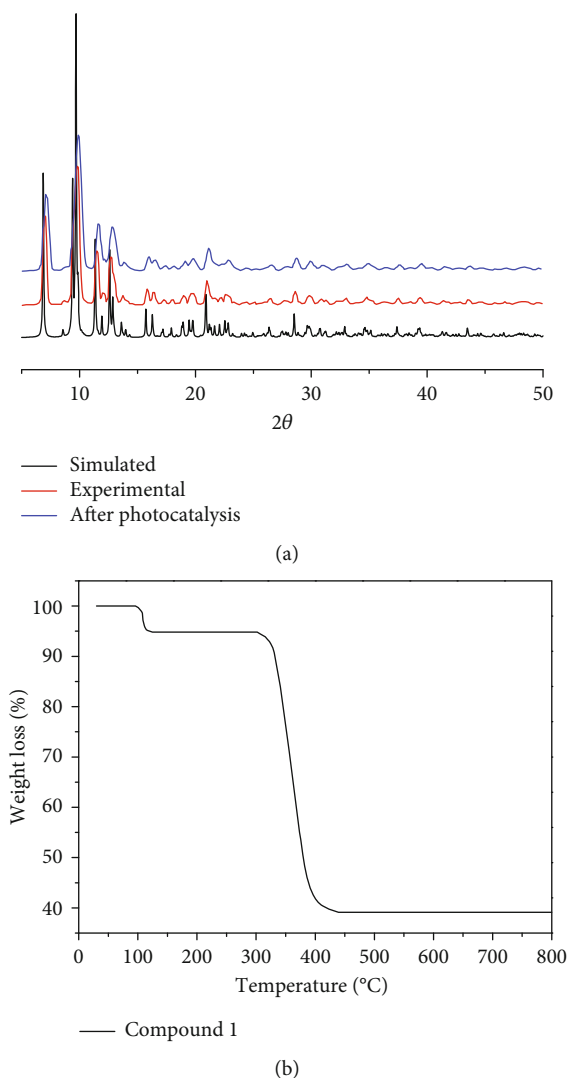 10 20 30 40 50
2θ
Simulated
Experimental
After photocatalysis
(a)
100
90
80
70
60
50
40
Weight loss (%)
0 100 200 300 400 500 600 700 800
Temperature (°C)
Compound 1
(b)